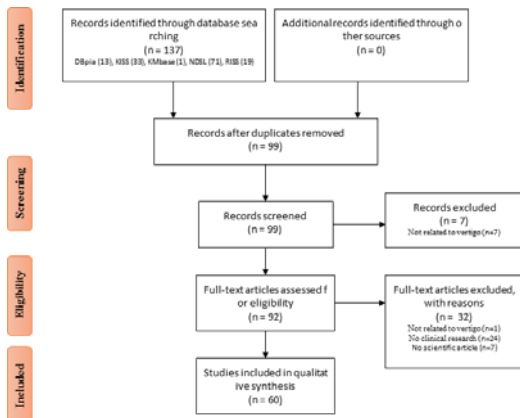 Identification
Records identified through database sea
rching
(n = 137)
DBpia (13), KISS (33), KMbase (1), NDSL (71), RISS (19)
Additional records identified through o
ther sources
(n = 0)
Records after duplicates removed
(n = 99)
Screening
Records screened
(n = 99)
Records excluded
(n = 7)
Not related to vertigo (n=7)
Eligibility
Full-text articles assessed f
or eligibility
(n = 92)
Full-text articles excluded,
with reasons
(n = 32)
Not related to vertigo (n=1)
No clinical research (n=24)
No scientific article (n=7)
Included
Studies included in qualitat
ive synthesis
(n = 60)